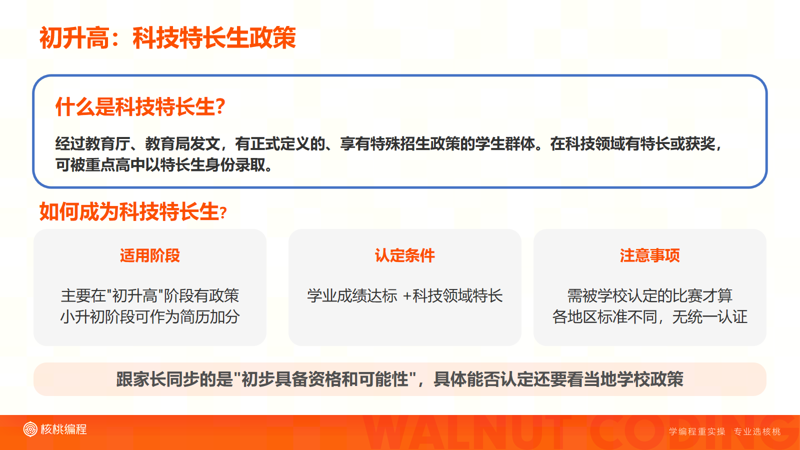 初升高：科技特长生政策
什么是科技特长生？
经过教育厅、教育局发文，有正式定义的、享有特殊招生政策的学生群体。在科技领域有特长或获奖，
可被重点高中以特长生身份录取。
如何成为科技特长生?
适用阶段
主要在"初升高"阶段有政策
小升初阶段可作为简历加分
认定条件
学业成绩达标 +科技领域特长
注意事项
需被学校认定的比赛才算
各地区标准不同，无统一认证
跟家长同步的是"初步具备资格和可能性"，具体能否认定还要看当地学校政策
核桃编程
WALNUT CODING
学编程重实操 专业选核桃